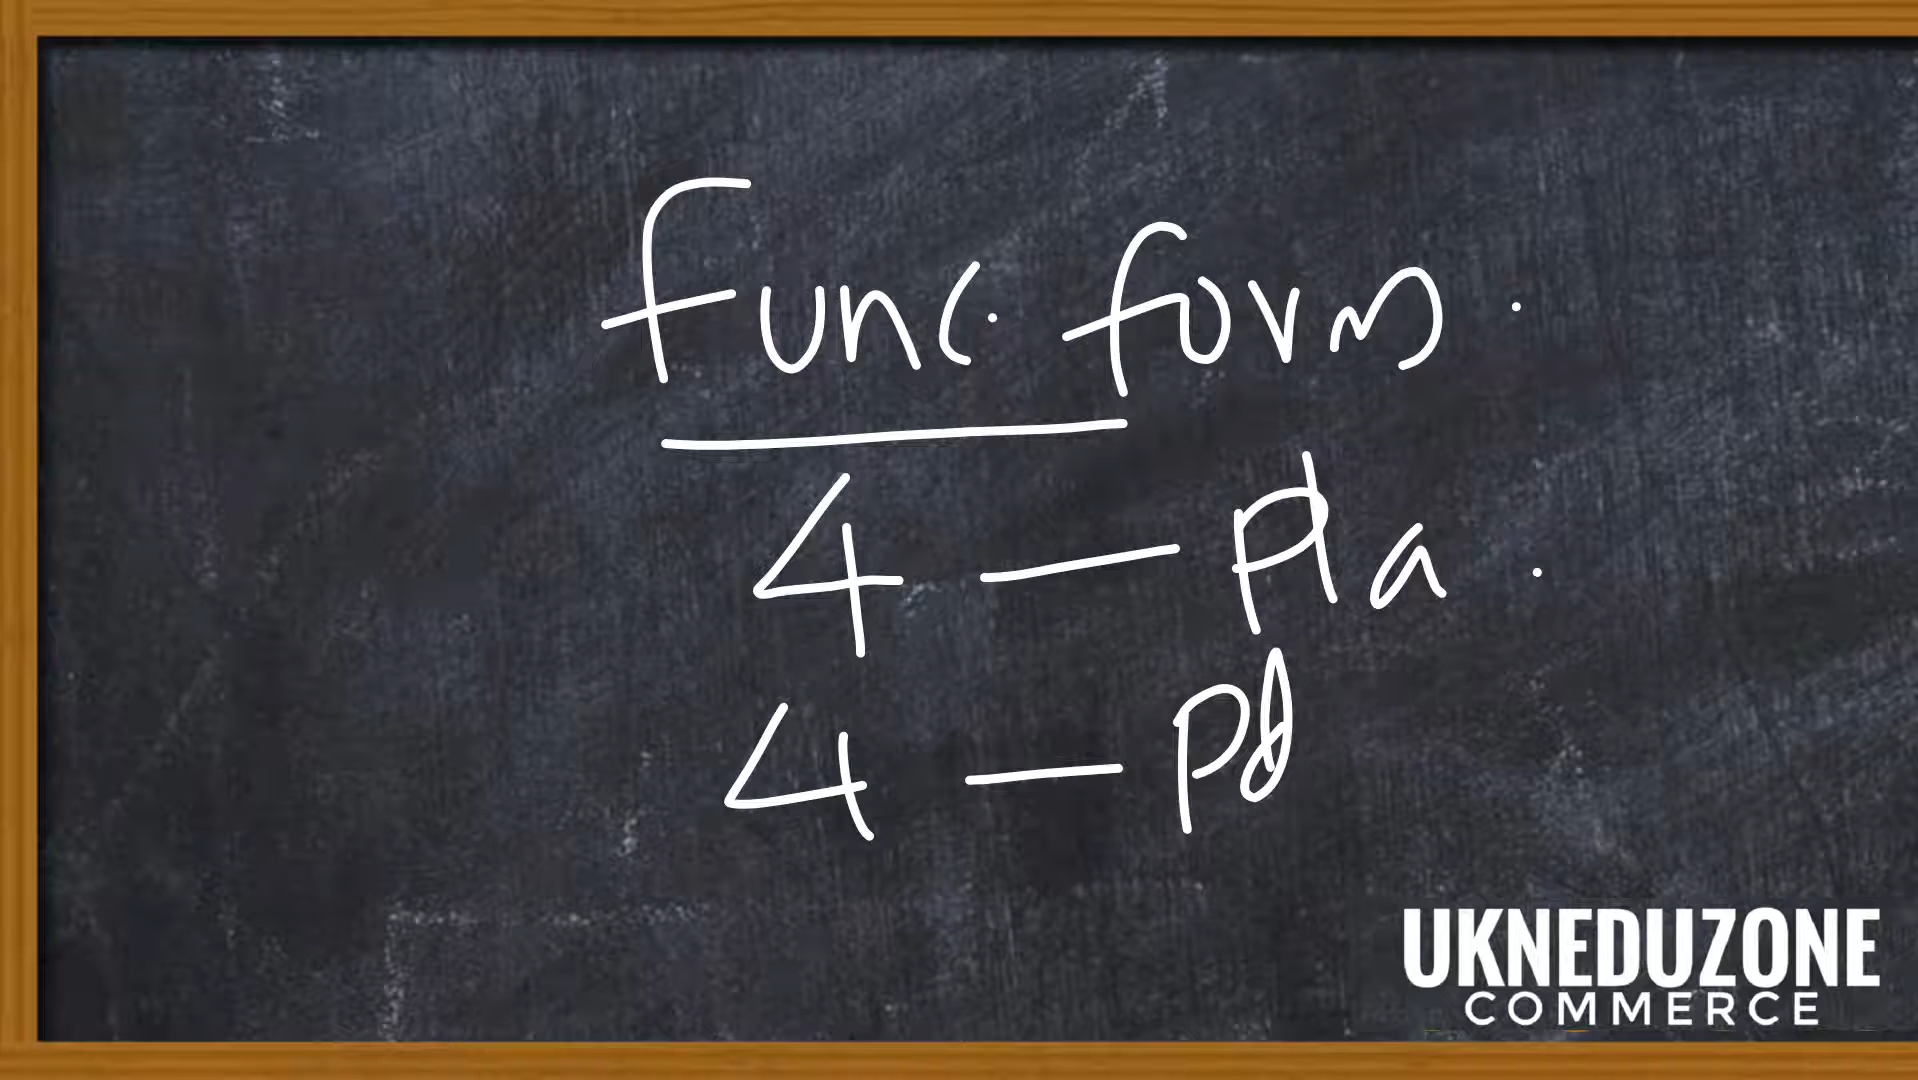 Func. form.
4 — Pla.
4 — Pd
UKNEDUZONE
COMMERCE